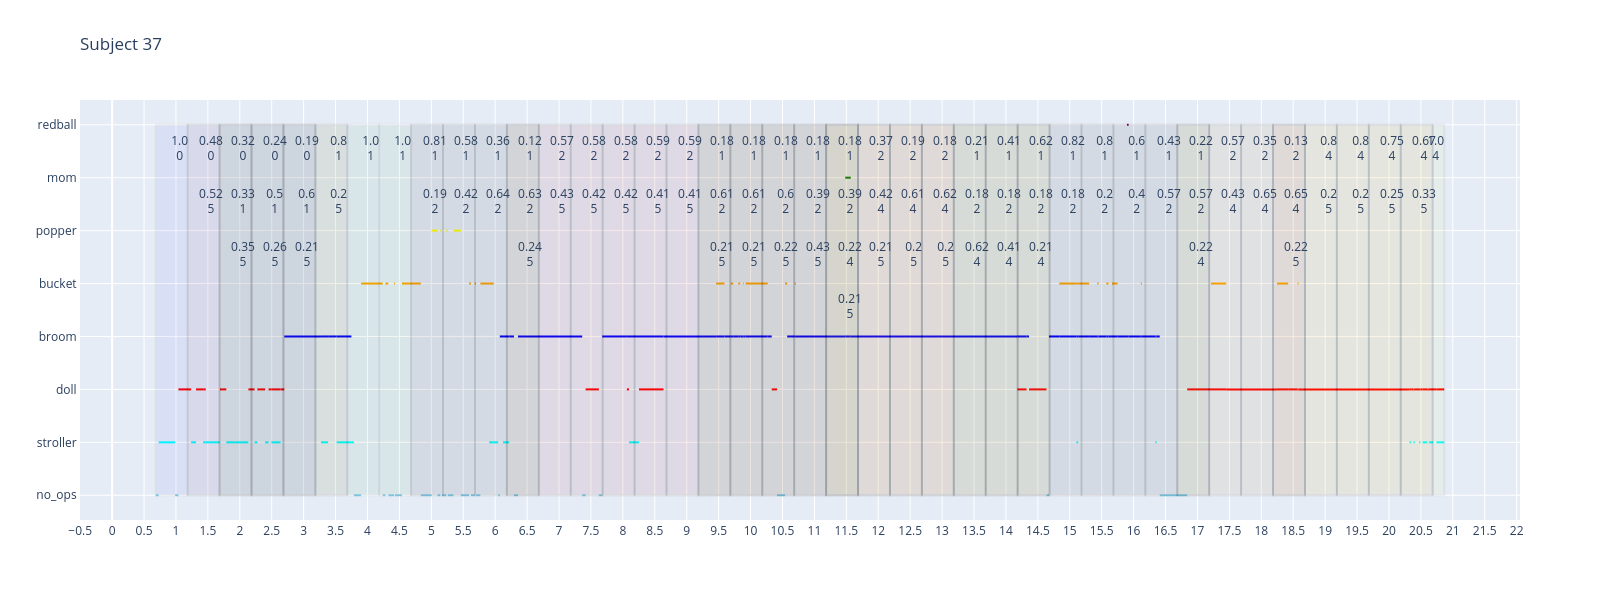 Subject 37
redball
1.0 0.48 0.32 0.24 0.19 0.8 1.0 1.0 0.81 0.58 0.36 0.12 0.57 0.58 0.58 0.59 0.59 0.18 0.18 0.18 0.18 0.18 0.37 0.19 0.18 0.21 0.41 0.62 0.82 0.8 0.6 0.43 0.22 0.57 0.35 0.13 0.8 0.8 0.75 0.67 1.0
0 0 0 0 0 1 1 1 1 1 1 1 2 2 2 2 2 1 1 1 1 1 2 2 2 1 1 1 1 1 1 1 1 2 2 2 4 4 4 4 4
mom
0.52 0.33 0.5 0.6 0.2 0.19 0.42 0.64 0.63 0.43 0.42 0.42 0.41 0.41 0.61 0.61 0.6 0.39 0.39 0.42 0.61 0.62 0.18 0.18 0.18 0.18 0.2 0.4 0.57 0.57 0.43 0.65 0.65 0.2 0.2 0.25 0.33
5 1 1 1 5 2 2 2 2 5 5 5 5 5 2 2 2 2 2 4 4 4 2 2 2 2 2 2 2 2 4 4 4 5 5 5 5
popper
0.35 0.26 0.21 0.24 0.21 0.21 0.22 0.43 0.22 0.21 0.2 0.2 0.62 0.41 0.21 0.22 0.22
5 5 5 5 5 5 5 5 4 5 5 5 4 4 4 4 5
bucket
0.21
5
broom
doll
stroller
no_ops
−0.5 0 0.5 1 1.5 2 2.5 3 3.5 4 4.5 5 5.5 6 6.5 7 7.5 8 8.5 9 9.5 10 10.5 11 11.5 12 12.5 13 13.5 14 14.5 15 15.5 16 16.5 17 17.5 18 18.5 19 19.5 20 20.5 21 21.5 22